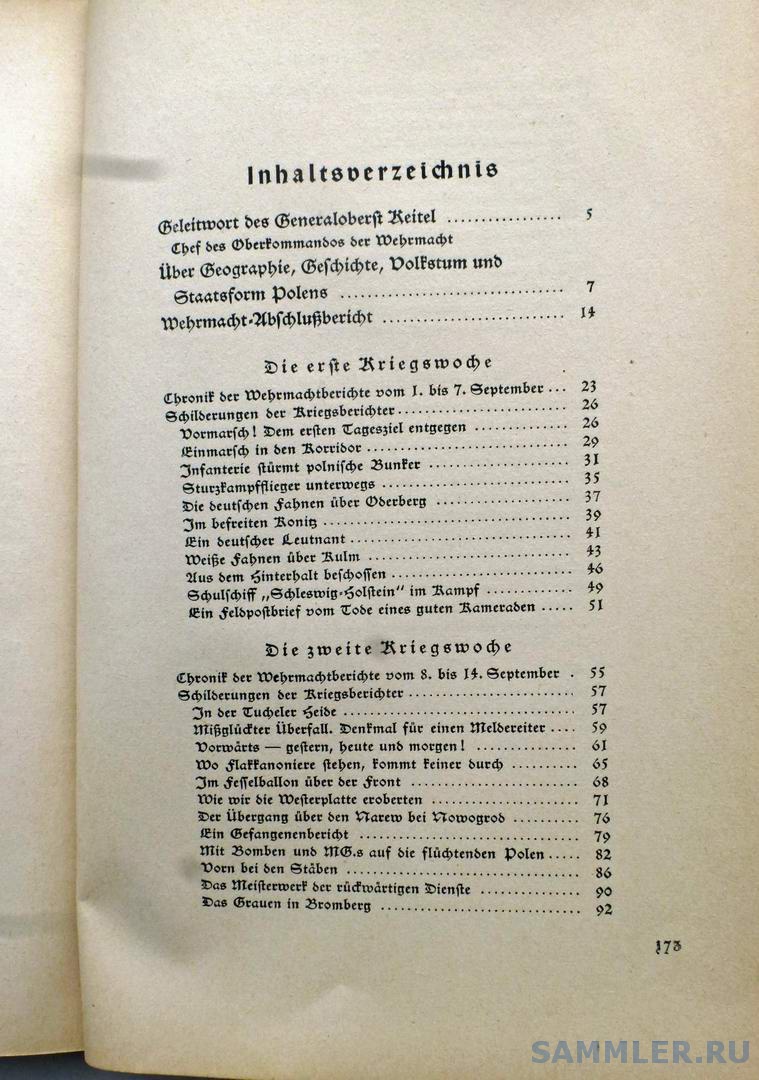 Inhaltsverzeichnis
Geleitwort des Generaloberst Keitel ................. 5
Chef des Oberkommandos der Wehrmacht
Über Geographie, Geschichte, Volkstum und
Staatsform Polens ................................ 7
Wehrmacht-Abschlußbericht .......................... 14
Die erste Kriegswoche
Chronik der Wehrmachtberichte vom 1. bis 7. September ... 23
Schilderungen der Kriegsberichter ........................ 26
Vormarsch! Dem ersten Tagesziel entgegen ............. 26
Einmarsch in den Korridor ............................. 29
Infanterie stürmt polnische Bunker .................... 31
Sturzkampfflieger unterwegs ........................... 35
Die deutschen Fahnen über Oderberg ................... 37
Im befreiten Konitz ................................... 39
Ein deutscher Leutnant ................................ 41
Weiße Fahnen über Kulm ................................ 43
Aus dem Hinterhalt beschossen ......................... 46
Schulschiff „Schleswig-Holstein“ im Kampf ............ 49
Ein Feldpostbrief vom Tode eines guten Kameraden ..... 51
Die zweite Kriegswoche
Chronik der Wehrmachtberichte vom 8. bis 14. September . 55
Schilderungen der Kriegsberichter ........................ 57
In der Tucheler Heide ................................. 57
Mißglückter Überfall. Denkmal für einen Meldereiter .... 59
Vorwärts — gestern, heute und morgen! ............... 61
Wo Flakkanoniere stehen, kommt keiner durch .......... 65
Im Fesselballon über der Front ........................ 68
Wie wir die Westerplatte eroberten .................... 71
Der Übergang über den Narew bei Nowogrod .......... 76
Ein Gefangenenbericht ................................. 79
Mit Bomben und MG.s auf die flüchtenden Polen ..... 82
Vorn bei den Stäben ................................... 86
Das Meisterwerk der rückwärtigen Dienste .............. 90
Das Grauen in Bromberg ............................... 92
173
SAMMLER.RU